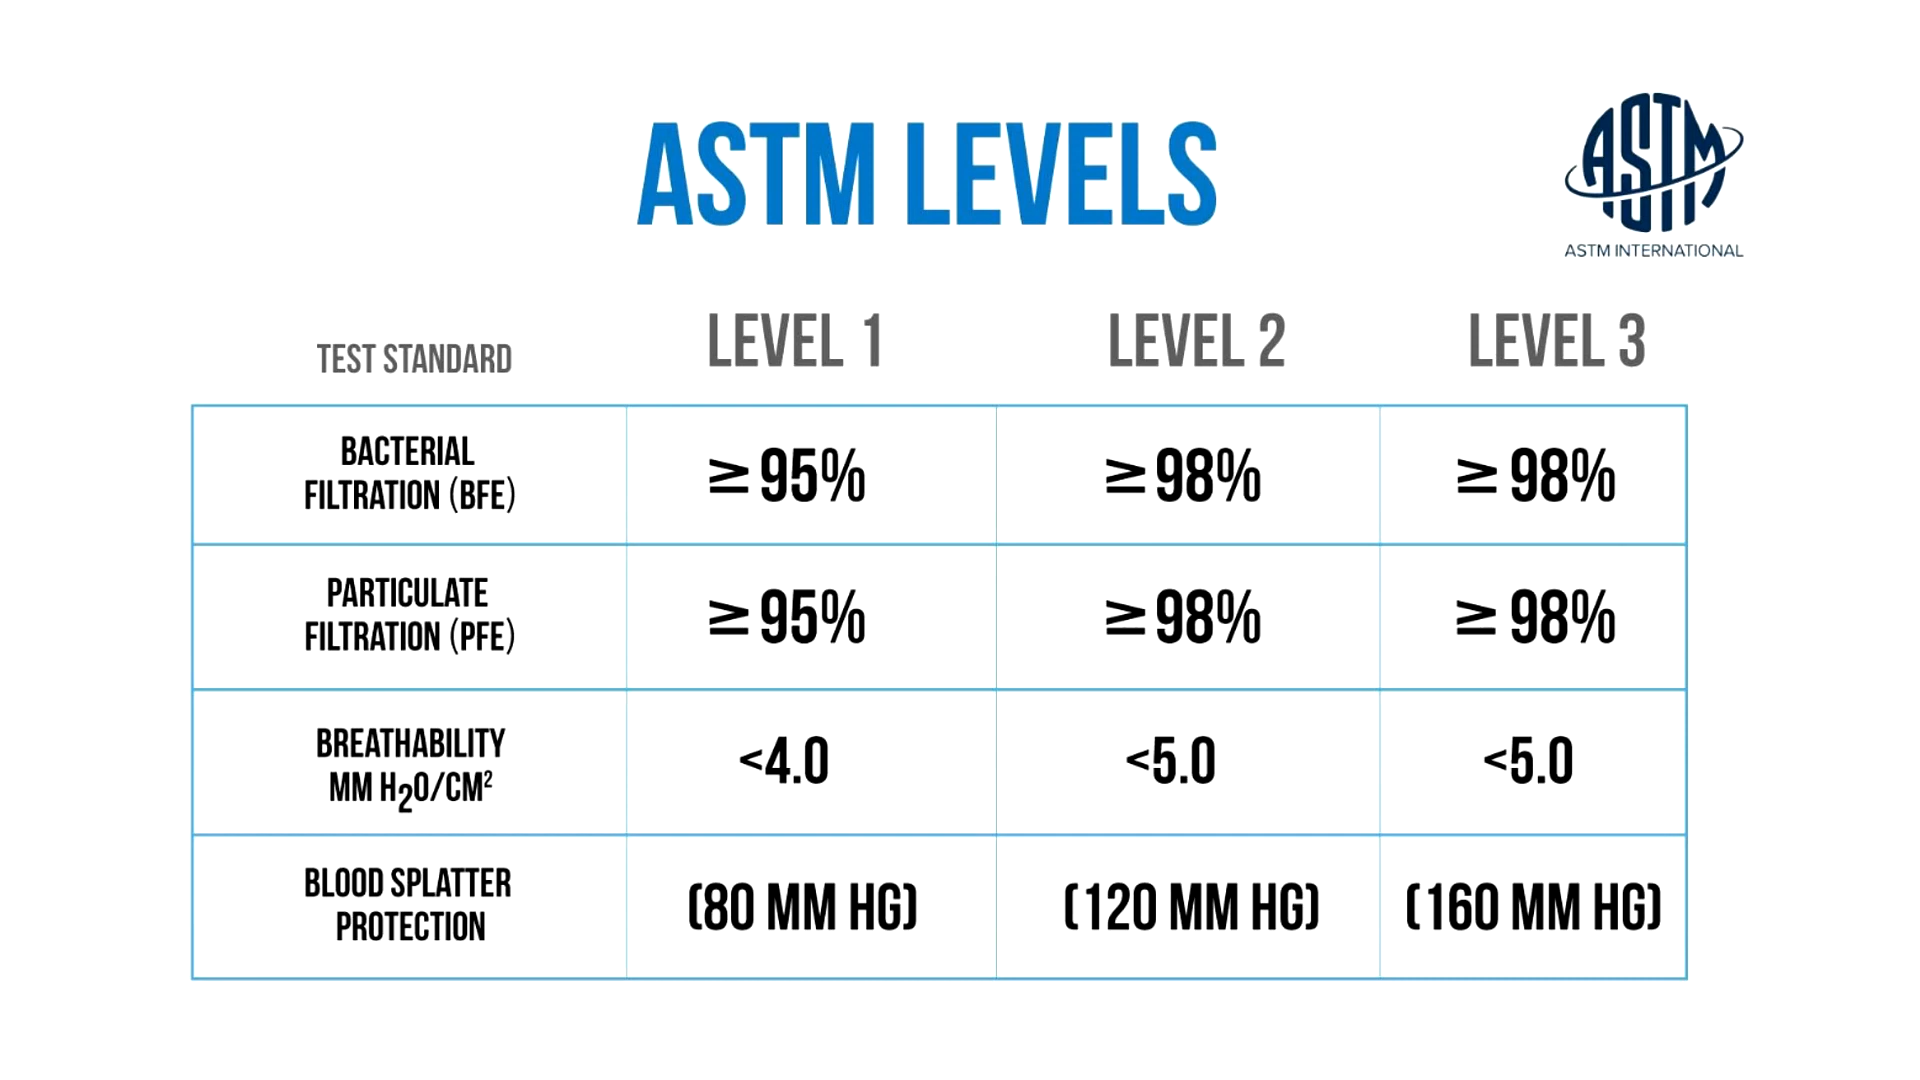 ASTM LEVELS
ASTM
ASTM INTERNATIONAL
TEST STANDARD LEVEL 1 LEVEL 2 LEVEL 3
BACTERIAL
FILTRATION (BFE)
≥ 95% ≥ 98% ≥ 98%
PARTICULATE
FILTRATION (PFE)
≥ 95% ≥ 98% ≥ 98%
BREATHABILITY
MM H₂O/CM²
<4.0 <5.0 <5.0
BLOOD SPLATTER
PROTECTION
(80 MM HG) (120 MM HG) (160 MM HG)